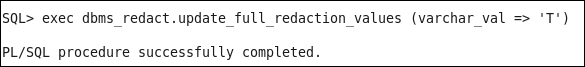 SQL> exec dbms_redact.update_full_redaction_values (varchar_val => 'T')
PL/SQL procedure successfully completed.